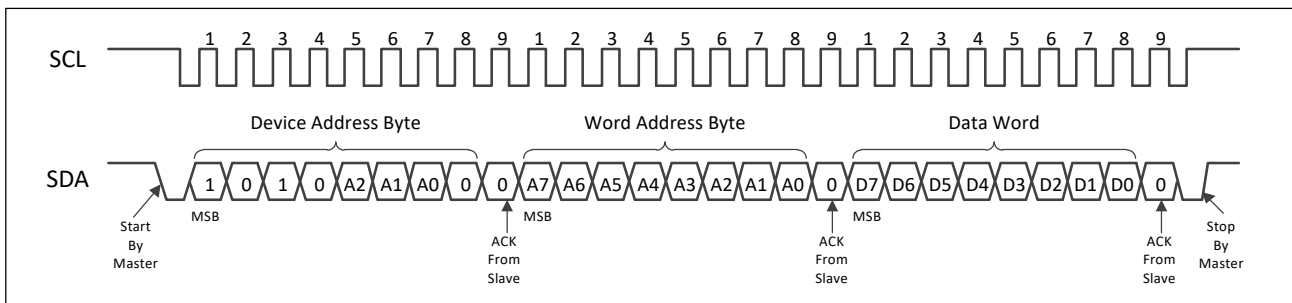 SCL
1 2 3 4 5 6 7 8 9 1 2 3 4 5 6 7 8 9 1 2 3 4 5 6 7 8 9
Device Address Byte Word Address Byte Data Word
SDA
1 0 1 0 A2 A1 A0 0 0 A7 A6 A5 A4 A3 A2 A1 A0 0 D7 D6 D5 D4 D3 D2 D1 D0 0
MSB MSB MSB
Start
By
Master
ACK
From
Slave
ACK
From
Slave
ACK
From
Slave
Stop
By
Master